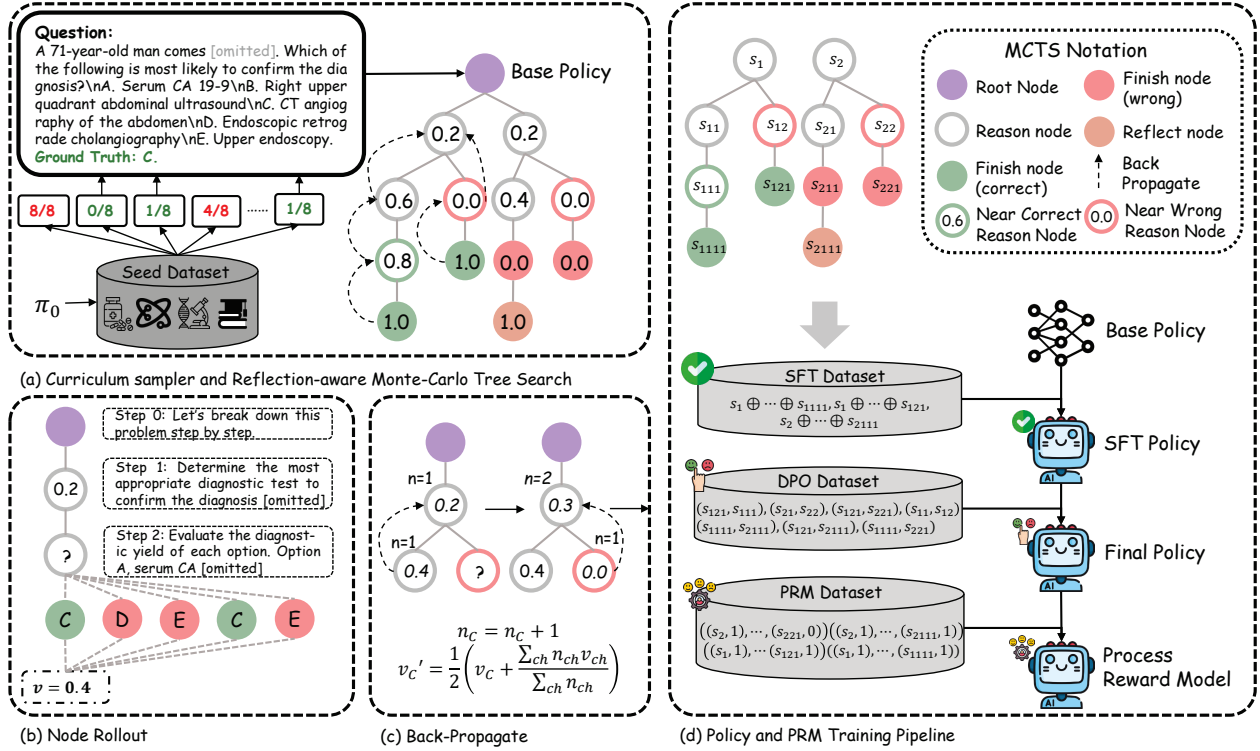 Question:
A 71-year-old man comes [omitted]. Which of
the following is most likely to confirm the dia
gnosis?\nA. Serum CA 19-9\nB. Right upper
quadrant abdominal ultrasound\nC. CT angiog
raphy of the abdomen\nD. Endoscopic retrog
rade cholangiography\nE. Upper endoscopy.
Ground Truth: C.
8/8
0/8
1/8
4/8
......
1/8
Seed Dataset
π₀
Base Policy
0.2
0.2
0.6
0.0
0.4
0.0
0.8
1.0
0.0
0.0
1.0
1.0
(a) Curriculum sampler and Reflection-aware Monte-Carlo Tree Search
Step 0: Let's break down this
problem step by step.
0.2
Step 1: Determine the most
appropriate diagnostic test to
confirm the diagnosis [omitted]
?
Step 2: Evaluate the diagnost-
ic yield of each option. Option
A, serum CA [omitted]
C
D
E
C
E
v = 0.4
(b) Node Rollout
n=1
0.2
n=1
0.4
?
n=2
0.3
n=1
0.4
0.0
n_C = n_C + 1
v_C' = 1/2 (v_C + ∑_ch n_ch v_ch / ∑_ch n_ch)
(c) Back-Propagate
s₁
s₂
s₁₁
s₁₂
s₂₁
s₂₂
s₁₁₁
s₁₂₁
s₂₁₁
s₂₂₁
s₁₁₁₁
s₂₁₁₁
MCTS Notation
Root Node
Finish node
(wrong)
Reason node
Reflect node
Finish node
(correct)
Back
Propagate
0.6
Near Correct
Reason Node
0.0
Near Wrong
Reason Node
Base Policy
SFT Dataset
s₁ ⊕ ⋯ ⊕ s₁₁₁₁, s₁ ⊕ ⋯ ⊕ s₁₂₁,
s₂ ⊕ ⋯ ⊕ s₂₁₁₁
AI
SFT Policy
DPO Dataset
(s₁₂₁, s₁₁₁), (s₂₁, s₂₂), (s₁₂₁, s₂₂₁), (s₁₁, s₁₂)
(s₁₁₁₁, s₂₁₁₁), (s₁₂₁, s₂₁₁₁), (s₁₁₁₁, s₂₂₁)
AI
Final Policy
PRM Dataset
((s₂, 1), ⋯, (s₂₂₁, 0))((s₂, 1), ⋯, (s₂₁₁₁, 1))
((s₁, 1), ⋯ (s₁₂₁, 1))((s₁, 1), ⋯, (s₁₁₁₁, 1))
AI
Process
Reward Model
(d) Policy and PRM Training Pipeline